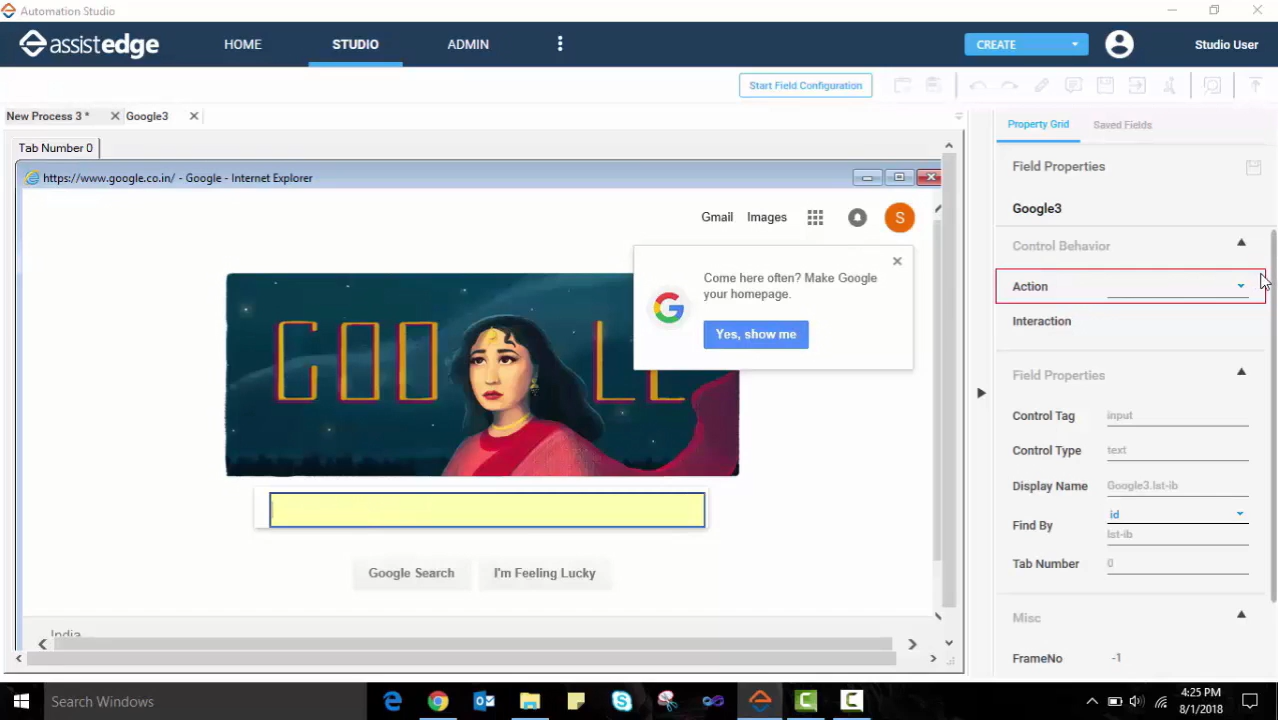 Automation Studio
assistedge
HOME
STUDIO
ADMIN
CREATE
Studio User
Start Field Configuration
New Process 3 *
Google3
Tab Number 0
https://www.google.co.in/ - Google - Internet Explorer
Gmail
Images
S
Come here often? Make Google
your homepage.
Yes, show me
GOO LE
Google Search
I'm Feeling Lucky
India
Property Grid
Saved Fields
Field Properties
Google3
Control Behavior
Action
Interaction
Field Properties
Control Tag
input
Control Type
text
Display Name
Google3.lst-ib
Find By
id
lst-ib
Tab Number
0
Misc
FrameNo
-1
Search Windows
4:25 PM
8/1/2018